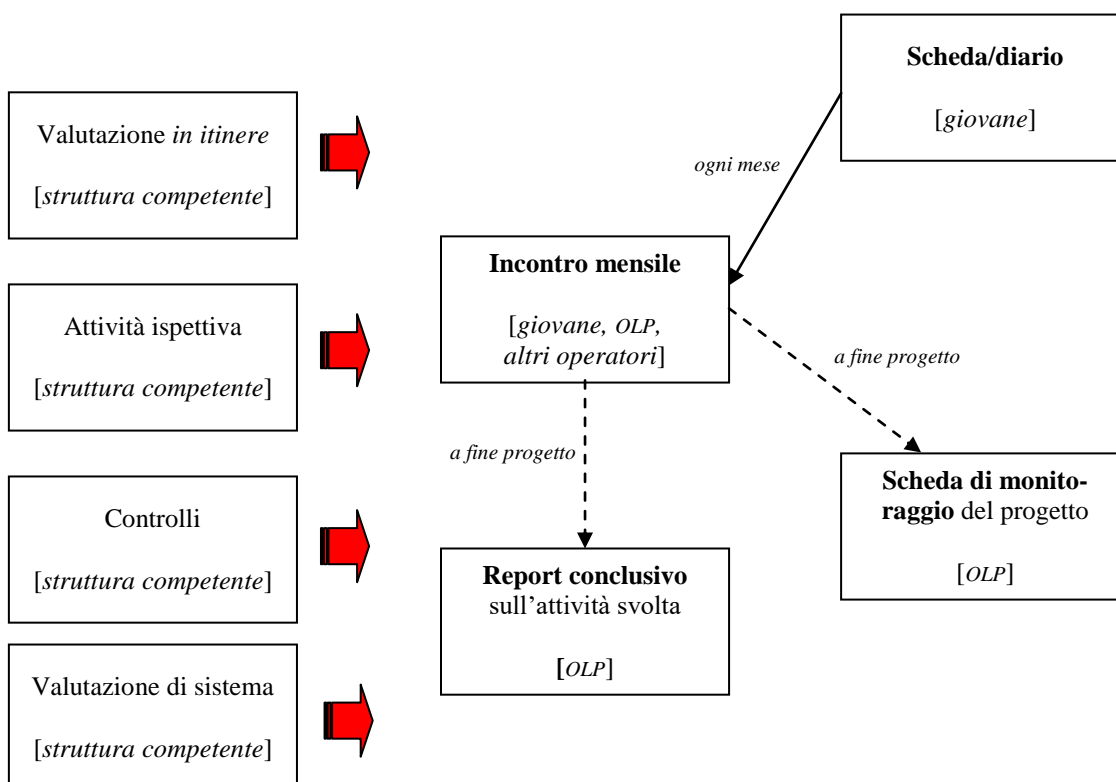 Scheda/diario
[giovane]
Valutazione in itinere
[struttura competente]
ogni mese
Incontro mensile
[giovane, OLP,
altri operatori]
Attività ispettiva
[struttura competente]
a fine progetto
a fine progetto
Scheda di monito-
raggio del progetto
[OLP]
Controlli
[struttura competente]
Report conclusivo
sull’attività svolta
[OLP]
Valutazione di sistema
[struttura competente]